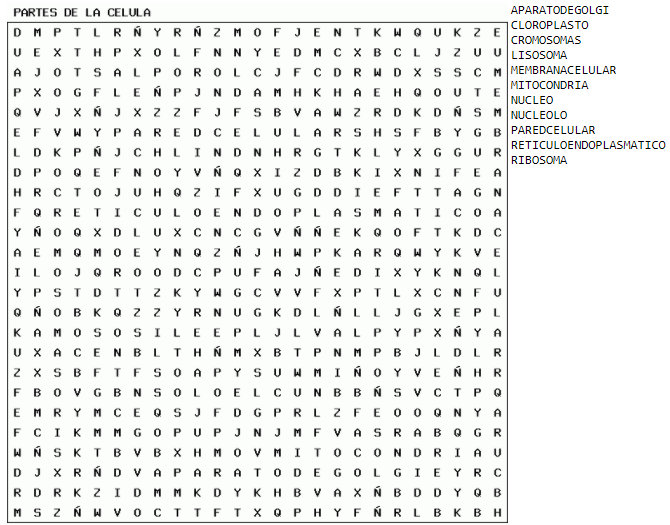 PARTES DE LA CELULA
D M P T L R Ñ Y R Ñ Z M O F J E N T K W Q U K Z E
U E X T H P X O L F N N Y E D M C X B C L J Z U U
A J O T S A L P O R O L C J F C D R W D X S S C M
P X O G F L E Ñ P J N D A M H K H A E H Q O U T E
Q V J X Ñ J X Z Z F J F S B V A W Z R D K D Ñ S M
E F V W Y P A R E D C E L U L A R S H S F B Y G B
L D K P Ñ J C H L I N D N H R G T K L Y X G G U R
D P O Q E F N O Y V Ñ Q X I Z D B K I X N I F E A
H R C T O J U H Q Z I F X U G D D I E F T T A G N
F Q R E T I C U L O E N D O P L A S M A T I C O A
Y Ñ O Q X D L U X C N C G V Ñ Ñ E K Q O F T K D C
A E M Q M O E Y N Q Z Ñ J H W P K A R Q W Y K V E
I L O J Q R O O D C P U F A J Ñ E D I X Y K N Q L
Y P S T D T T Z K Y W G C V V F X P T L X C N F U
Q Ñ O B K Q Z Z Y R N U G K D L Ñ L L J G X E P L
K A M O S O S I L E E P L J L V A L P Y P X Ñ Y A
U X A C E N B L T H Ñ M X B T P N M P B J L D L R
Z X S B F T F S O A P Y S U W M I Ñ O Y V E Ñ H R
F B O V G B N S O L O E L C U N B B Ñ S V C T P Q
E M R Y M C E Q S J F D G P R L Z F E O O Q N Y A
F C I K M M G O P U P J N J M F V A S R A B Q G R
W Ñ S K T B V B X H M O V M I T O C O N D R I A U
D J X R Ñ D V A P A R A T O D E G O L G I E Y R C
R D R K Z I D M M K D Y K H B V A X Ñ B D D Y Q B
M S Z Ñ W V O C T T F T X Q P H Y F Ñ R L B K B H
APARATODEGOLGI
CLOROPLASTO
CROMOSOMAS
LISOSOMA
MEMBRANACELULAR
MITOCONDRIA
NUCLEO
NUCLEOLO
PAREDCELULAR
RETICULOENDOPLASMATICO
RIBOSOMA